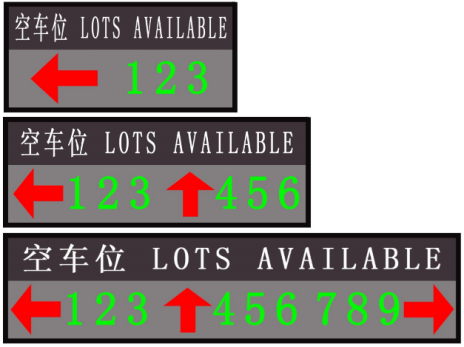 空车位 LOTS AVAILABLE
123
空车位 LOTS AVAILABLE
123 456
空车位 LOTS AVAILABLE
123 456 789